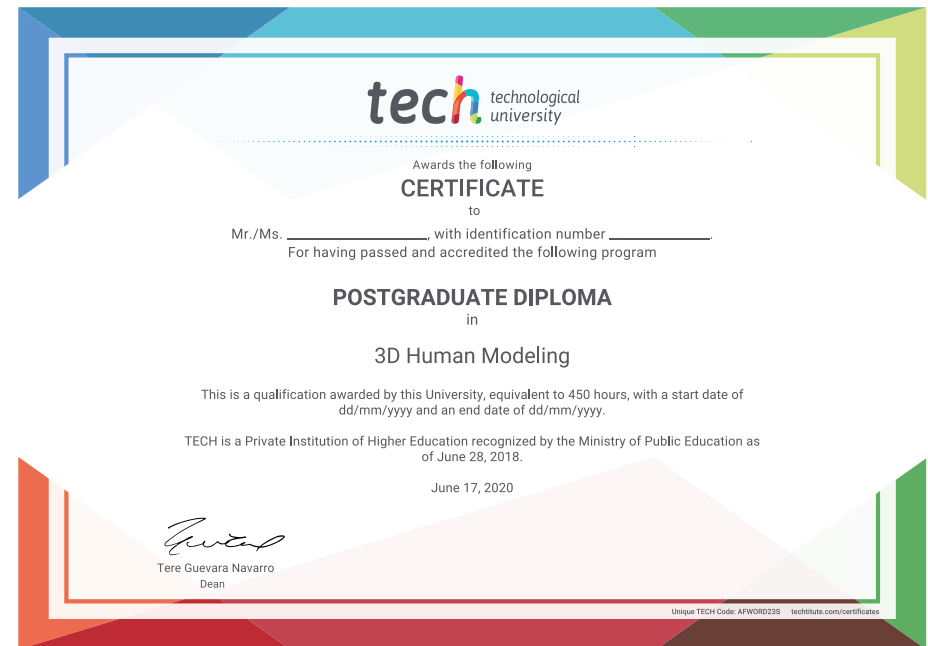 tech technological
university
Awards the following
CERTIFICATE
to
Mr./Ms. ____________________, with identification number ______________.
For having passed and accredited the following program
POSTGRADUATE DIPLOMA
in
3D Human Modeling
This is a qualification awarded by this University, equivalent to 450 hours, with a start date of
dd/mm/yyyy and an end date of dd/mm/yyyy.
TECH is a Private Institution of Higher Education recognized by the Ministry of Public Education as
of June 28, 2018.
June 17, 2020
Tere Guevara Navarro
Dean
Unique TECH Code: AFWORD23S techtitute.com/certificates